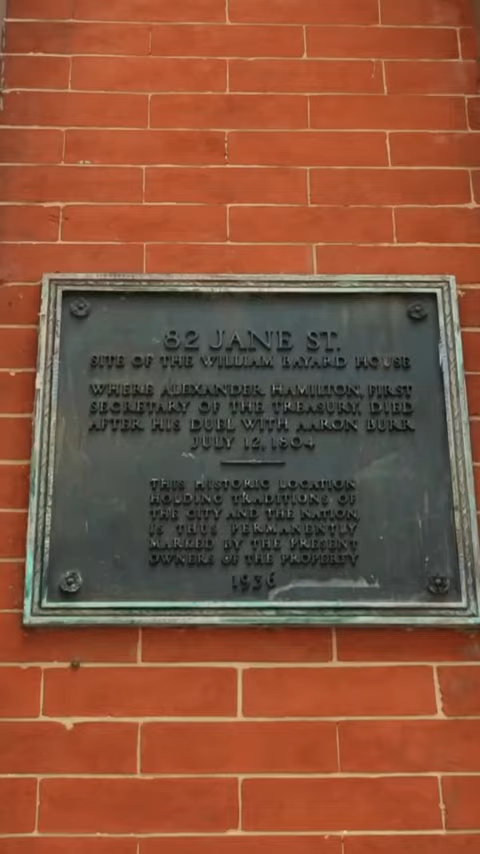 82 JANE ST.
SITE OF THE WILLIAM BAYARD HOUSE
WHERE ALEXANDER HAMILTON, FIRST
SECRETARY OF THE TREASURY, DIED
AFTER HIS DUEL WITH AARON BURR
JULY 12, 1804
THIS HISTORIC LOCATION
HOLDING TRADITIONS OF
THE CITY AND THE NATION
IS THUS PERMANENTLY
MARKED BY THE PRESENT
OWNERS OF THE PROPERTY
1936